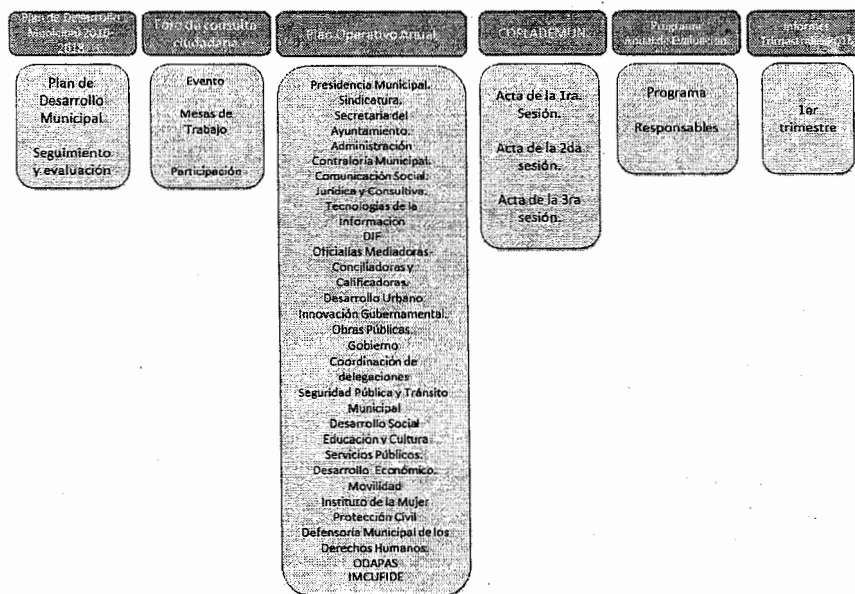 Plan de Desarrollo
Municipal 2016-
2018
Foro de consulta
ciudadana
Plan Operativo Anual
COPLADEMUN
Programa
Anual de Evaluación
Informes
Trimestrales
Plan de
Desarrollo
Municipal
Seguimiento
y evaluación
Evento
Mesas de
Trabajo
Participación
Presidencia Municipal.
Sindicatura.
Secretaría del
Ayuntamiento.
Administración
Contraloría Municipal.
Comunicación Social.
Jurídica y Consultiva.
Tecnologías de la
Información
DIF
Oficialías Mediadoras-
Conciliadoras y
Calificadoras.
Desarrollo Urbano
Innovación Gubernamental.
Obras Públicas.
Gobierno
Coordinación de
delegaciones
Seguridad Pública y Tránsito
Municipal
Desarrollo Social
Educación y Cultura
Servicios Públicos.
Desarrollo Económico.
Movilidad
Instituto de la Mujer
Protección Civil
Defensoría Municipal de los
Derechos Humanos.
ODAPAS
IMCUFIDE
Acta de la 1ra.
Sesión.
Acta de la 2da
sesión.
Acta de la 3ra
sesión.
Programa
Responsables
1er
trimestre